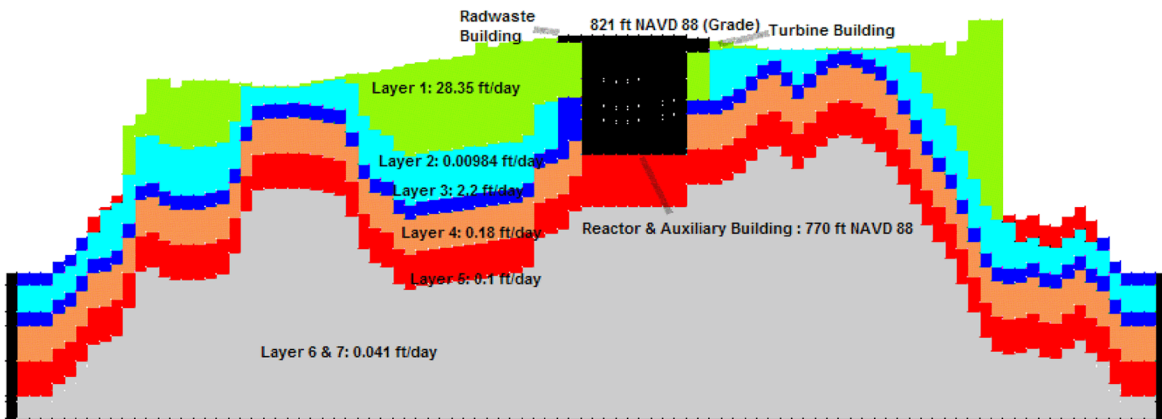 Radwaste
Building
821 ft NAVD 88 (Grade)
Turbine Building
Layer 1: 28.35 ft/day
Layer 2: 0.00984 ft/day
Layer 3: 2.2 ft/day
Layer 4: 0.18 ft/day
Reactor & Auxiliary Building : 770 ft NAVD 88
Layer 5: 0.1 ft/day
Layer 6 & 7: 0.041 ft/day